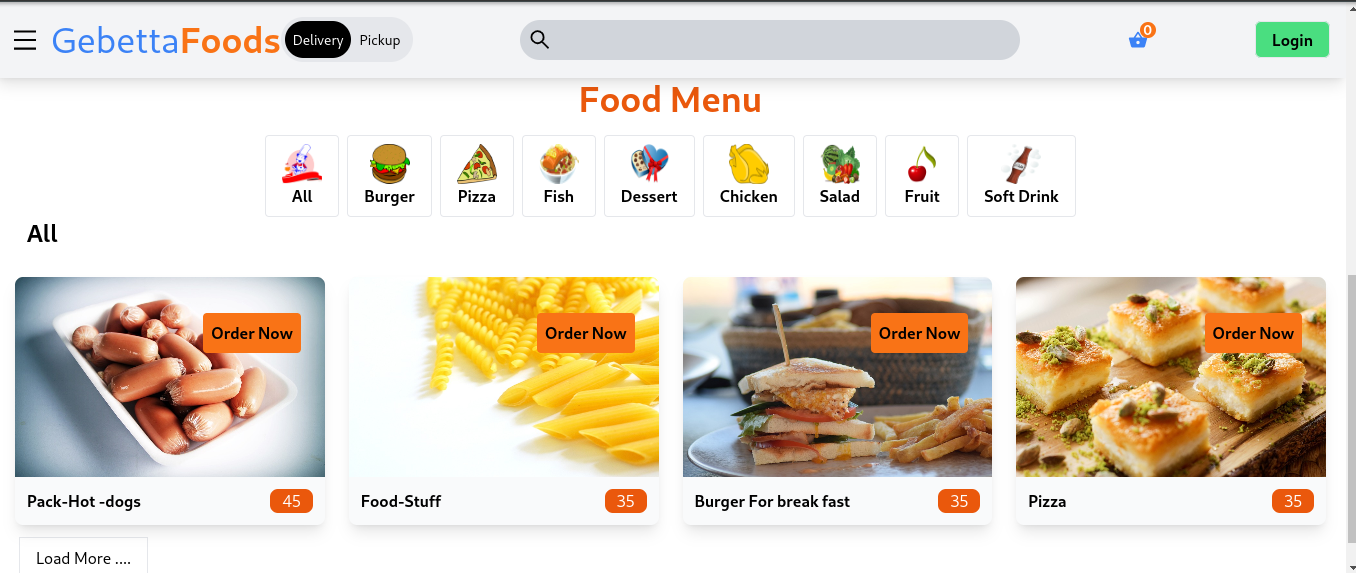 GebettaFoods Delivery Pickup 0 Login
Food Menu
All Burger Pizza Fish Dessert Chicken Salad Fruit Soft Drink
All
Order Now Order Now Order Now Order Now
Pack-Hot -dogs 45 Food-Stuff 35 Burger For break fast 35 Pizza 35
Load More ....